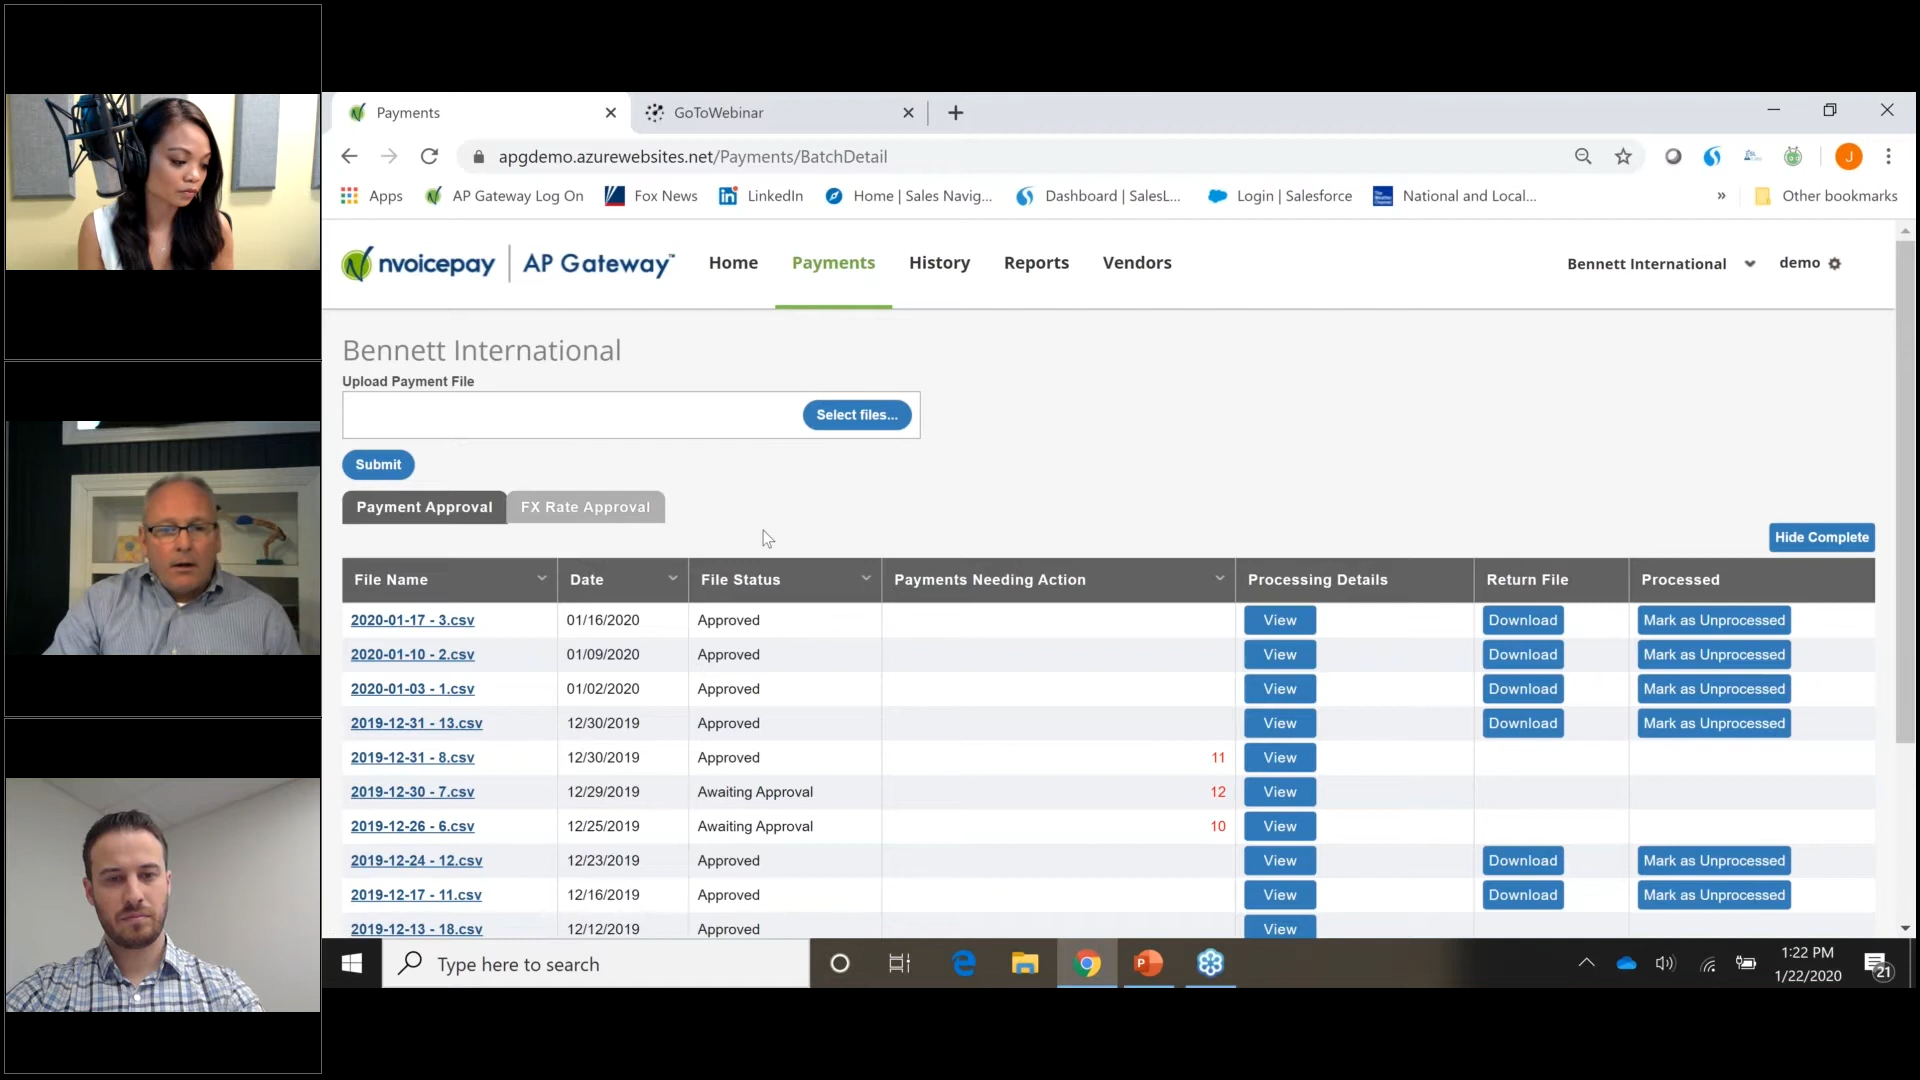 Payments
GoToWebinar
apgdemo.azurewebsites.net/Payments/BatchDetail
J
Apps
AP Gateway Log On
Fox News
LinkedIn
Home | Sales Navig...
Dashboard | SalesL...
Login | Salesforce
National and Local...
»
Other bookmarks
nvoicepay | AP Gateway™
Home
Payments
History
Reports
Vendors
Bennett International
demo
Bennett International
Upload Payment File
Select files...
Submit
Payment Approval
FX Rate Approval
Hide Complete
File Name Date File Status Payments Needing Action Processing Details Return File Processed
2020-01-17 - 3.csv 01/16/2020 Approved View Download Mark as Unprocessed
2020-01-10 - 2.csv 01/09/2020 Approved View Download Mark as Unprocessed
2020-01-03 - 1.csv 01/02/2020 Approved View Download Mark as Unprocessed
2019-12-31 - 13.csv 12/30/2019 Approved View Download Mark as Unprocessed
2019-12-31 - 8.csv 12/30/2019 Approved 11 View
2019-12-30 - 7.csv 12/29/2019 Awaiting Approval 12 View
2019-12-26 - 6.csv 12/25/2019 Awaiting Approval 10 View
2019-12-24 - 12.csv 12/23/2019 Approved View Download Mark as Unprocessed
2019-12-17 - 11.csv 12/16/2019 Approved View Download Mark as Unprocessed
2019-12-13 - 18.csv 12/12/2019 Approved View
Type here to search
1:22 PM
1/22/2020
21